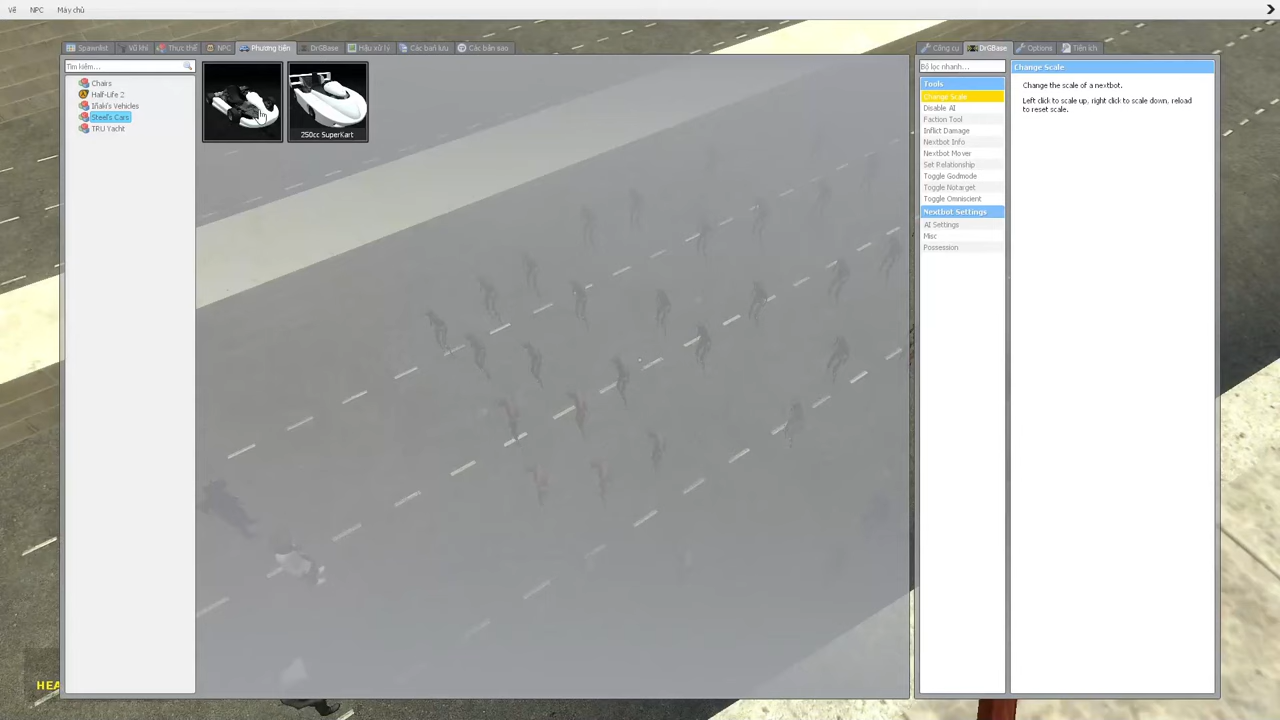 Vẽ NPC Máy chủ
Spawnlist Vũ khí Thực thể NPC Phương tiện DrGBase Hậu xử lý Các bản lưu Các bản sao
Công cụ DrGBase Options Tiện ích
Tìm kiếm...
Chairs
Half-Life 2
Iñaki's Vehicles
Steel's Cars
TRU Yacht
250cc SuperKart
Bộ lọc nhanh...
Tools
Change Scale
Disable AI
Faction Tool
Inflict Damage
Nextbot Info
Nextbot Mover
Set Relationship
Toggle Godmode
Toggle Notarget
Toggle Omniscient
Nextbot Settings
AI Settings
Misc
Possession
Change Scale
Change the scale of a nextbot.
Left click to scale up, right click to scale down, reload
to reset scale.
HEA